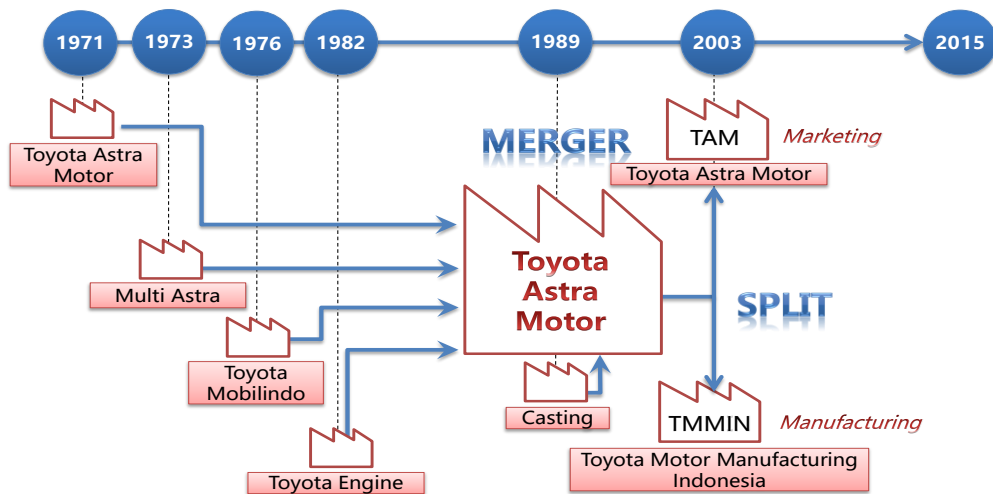 1971
1973
1976
1982
1989
2003
2015
MERGER
TAM
Marketing
Toyota Astra
Motor
Toyota Astra Motor
Toyota
Astra
Motor
Multi Astra
SPLIT
Toyota
Mobilindo
Casting
TMMIN
Manufacturing
Toyota Engine
Toyota Motor Manufacturing
Indonesia